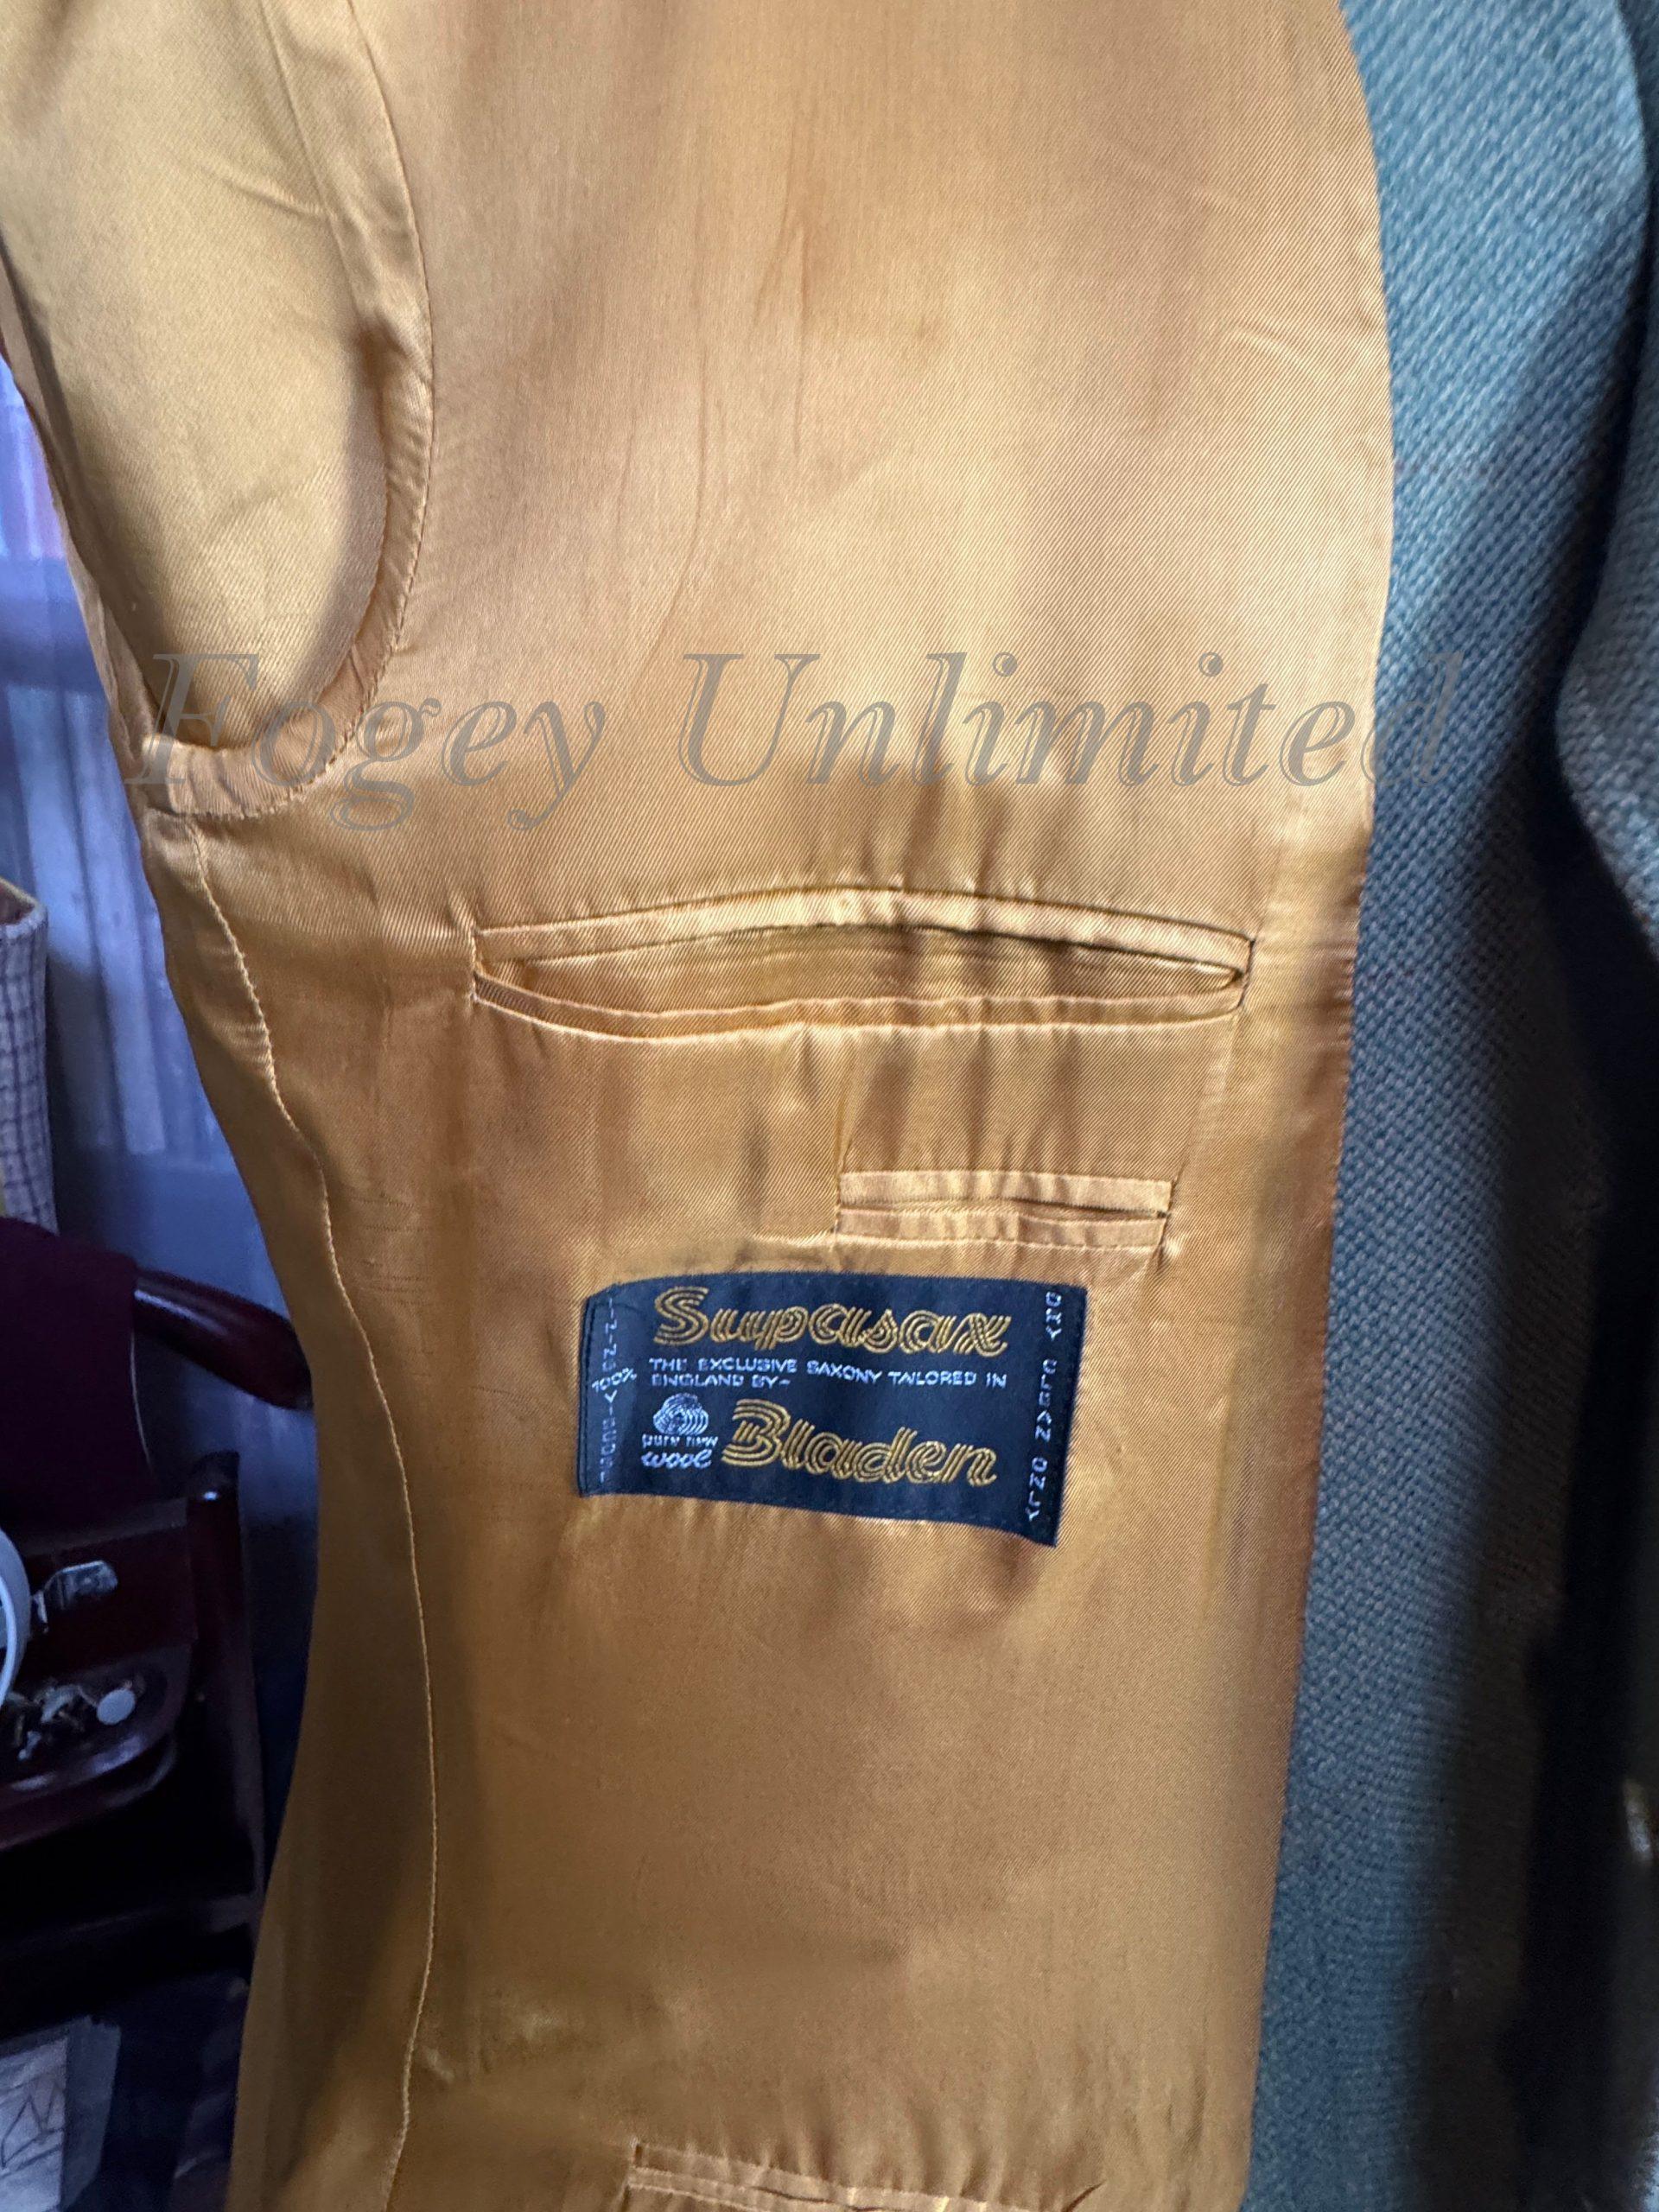 Fogey Unlimited
Supasax
THE EXCLUSIVE SAXONY TAILORED IN
ENGLAND BY-
pure new
wool
Bladen
100%
DRY CLEAN ONLY